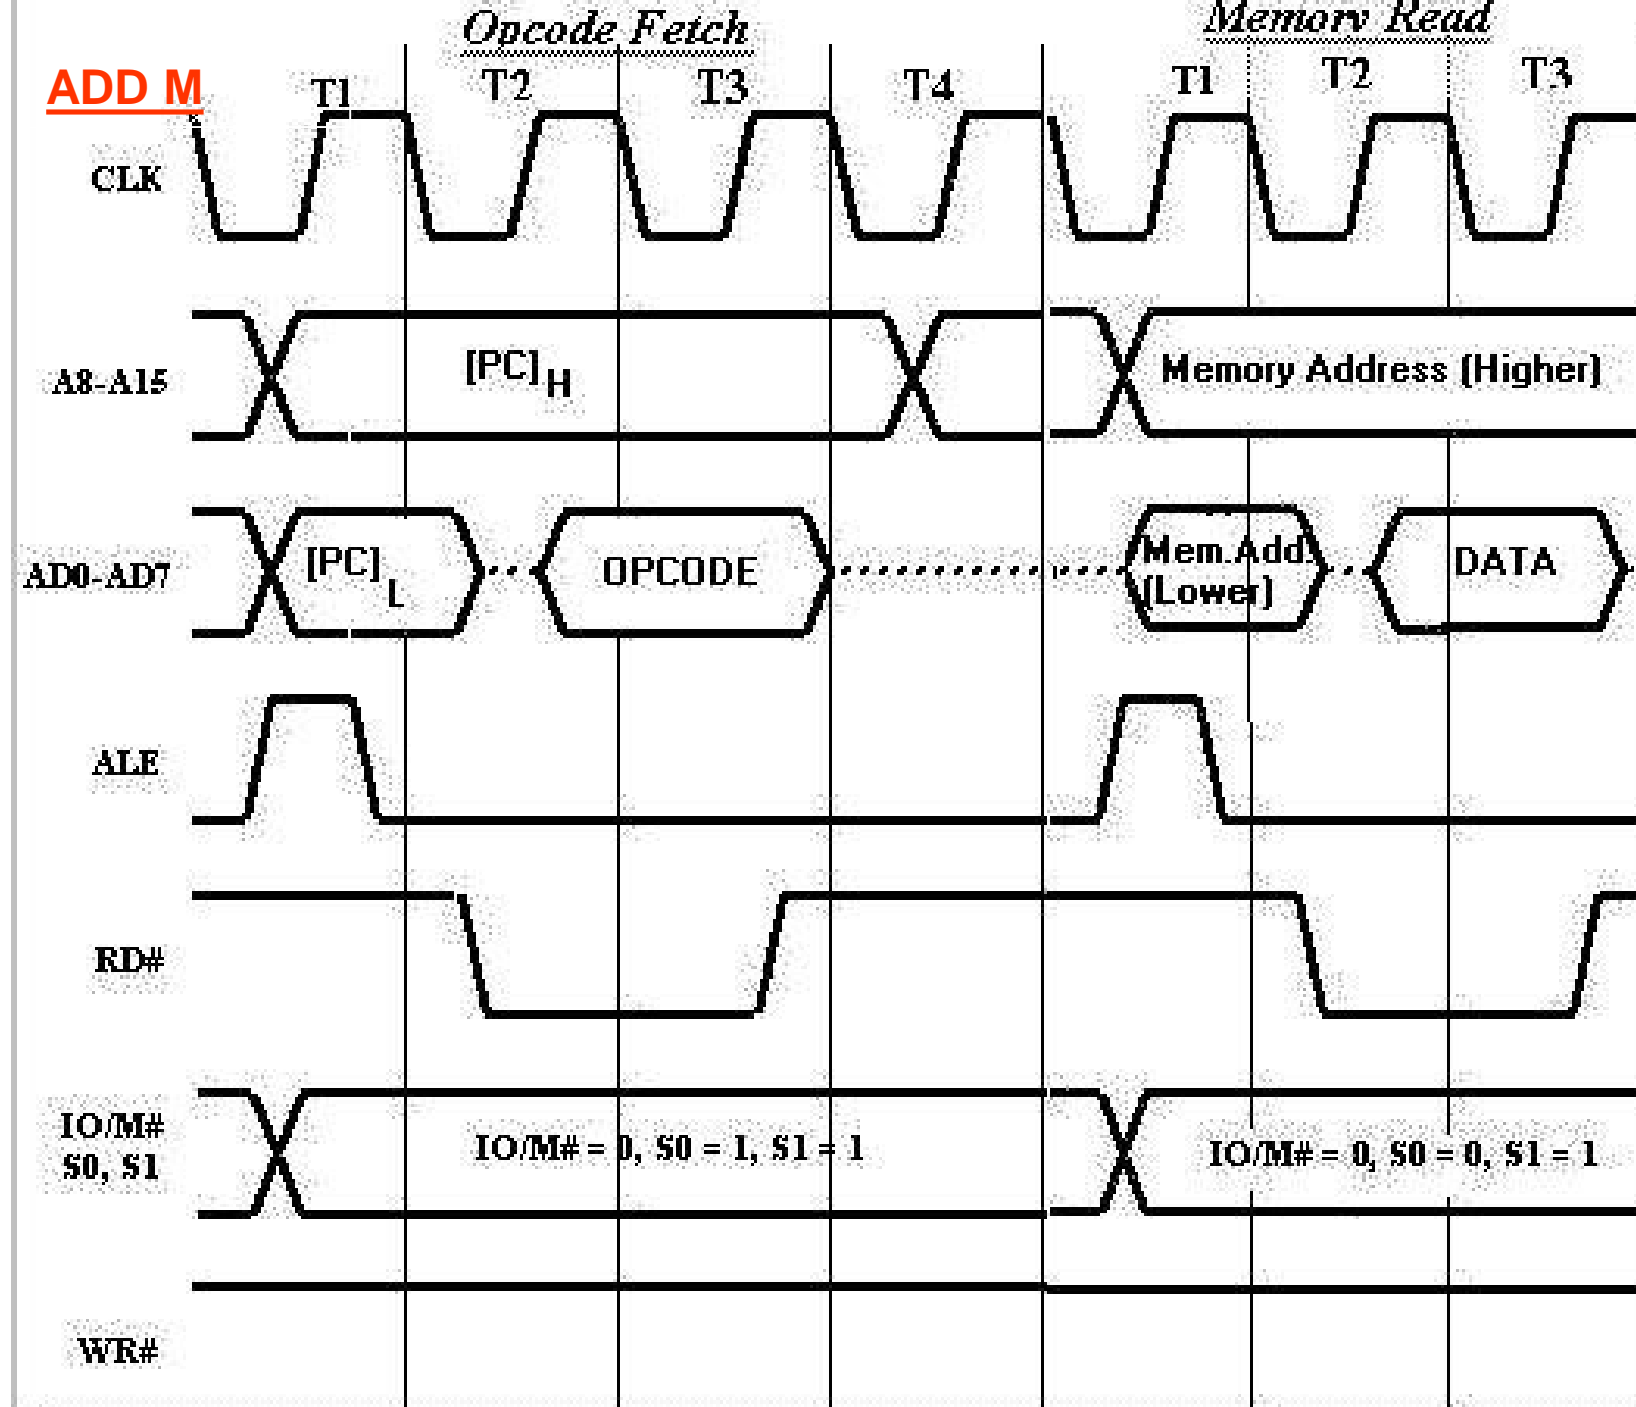 Opcode Fetch Memory Read
ADD M T1 T2 T3 T4 T1 T2 T3
CLK
A8-A15 [PC]H Memory Address (Higher)
AD0-AD7 [PC]L OPCODE Mem.Add. DATA
(Lower)
ALE
RD#
IO/M# IO/M# = 0, S0 = 1, S1 = 1 IO/M# = 0, S0 = 0, S1 = 1
S0, S1
WR#